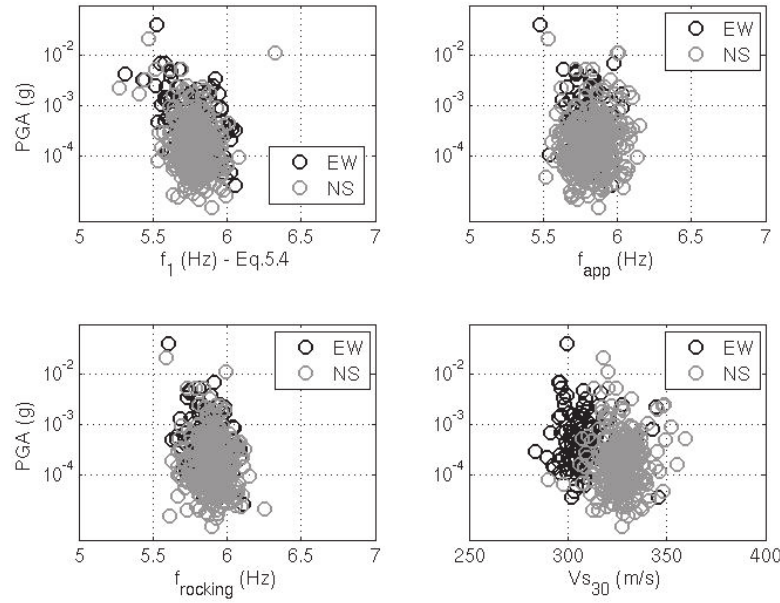 PGA (g)
10^-2
10^-3
10^-4
EW
NS
5 5.5 6 6.5 7
f_1 (Hz) - Eq.5.4
10^-2
10^-3
10^-4
EW
NS
5 5.5 6 6.5 7
f_app (Hz)
PGA (g)
10^-2
10^-3
10^-4
EW
NS
5 5.5 6 6.5 7
f_rocking (Hz)
10^-2
10^-3
10^-4
EW
NS
250 300 350 400
Vs_30 (m/s)